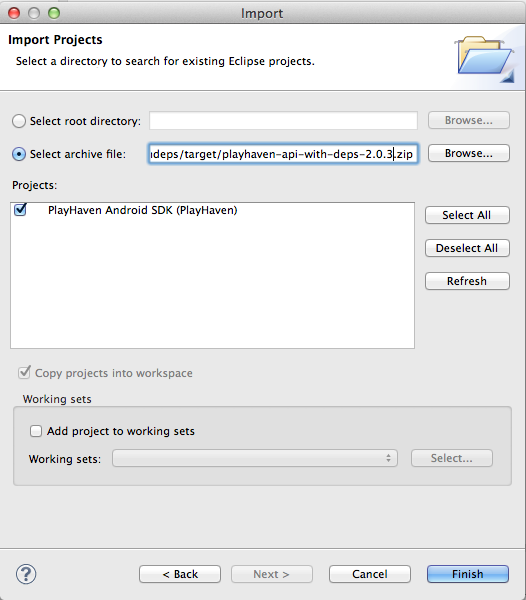 Import
Import Projects
Select a directory to search for existing Eclipse projects.
Select root directory:
Browse...
Select archive file:
ndeps/target/playhaven-api-with-deps-2.0.3.zip
Browse...
Projects:
PlayHaven Android SDK (PlayHaven)
Select All
Deselect All
Refresh
Copy projects into workspace
Working sets
Add project to working sets
Working sets:
Select...
?
< Back
Next >
Cancel
Finish